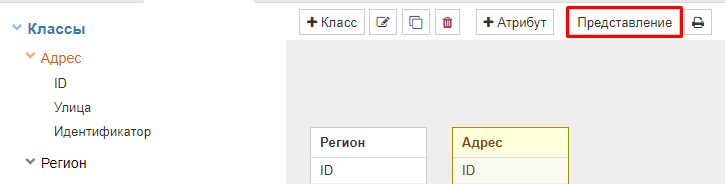 Классы
Адрес
ID
Улица
Идентификатор
Регион
+ Класс
+ Атрибут
Представление
Регион
ID
Адрес
ID